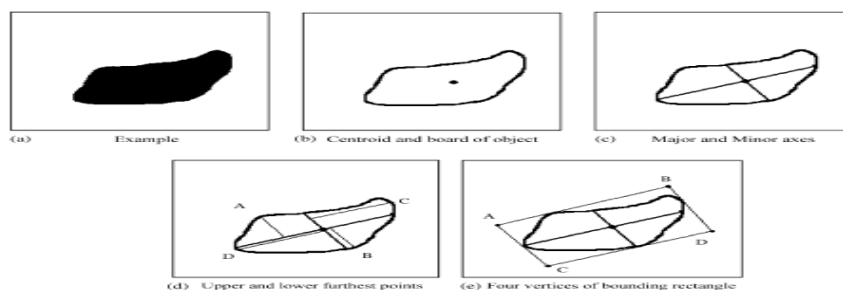 (a) Example
(b) Centroid and board of object
(c) Major and Minor axes
A
C
D
B
(d) Upper and lower furthest points
B
A
D
C
(e) Four vertices of bounding rectangle